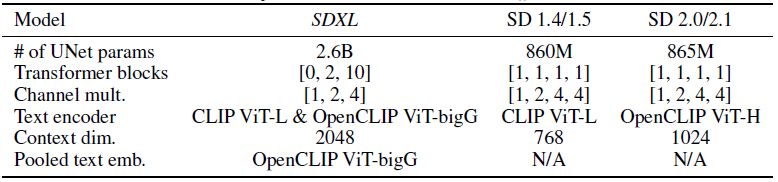 Model SDXL SD 1.4/1.5 SD 2.0/2.1
# of UNet params 2.6B 860M 865M
Transformer blocks [0, 2, 10] [1, 1, 1, 1] [1, 1, 1, 1]
Channel mult. [1, 2, 4] [1, 2, 4, 4] [1, 2, 4, 4]
Text encoder CLIP ViT-L & OpenCLIP ViT-bigG CLIP ViT-L OpenCLIP ViT-H
Context dim. 2048 768 1024
Pooled text emb. OpenCLIP ViT-bigG N/A N/A